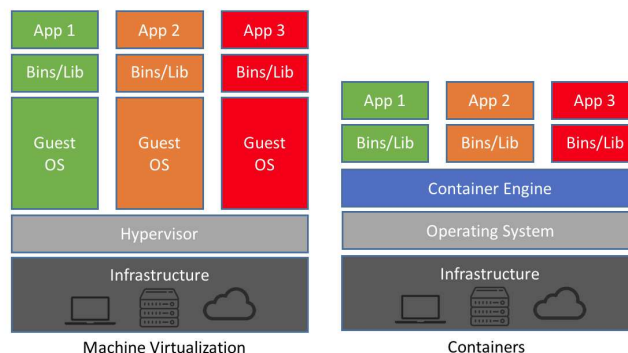 App 1
App 2
App 3
Bins/Lib
Bins/Lib
Bins/Lib
Guest
OS
Guest
OS
Guest
OS
Hypervisor
Infrastructure
Machine Virtualization
App 1
App 2
App 3
Bins/Lib
Bins/Lib
Bins/Lib
Container Engine
Operating System
Infrastructure
Containers